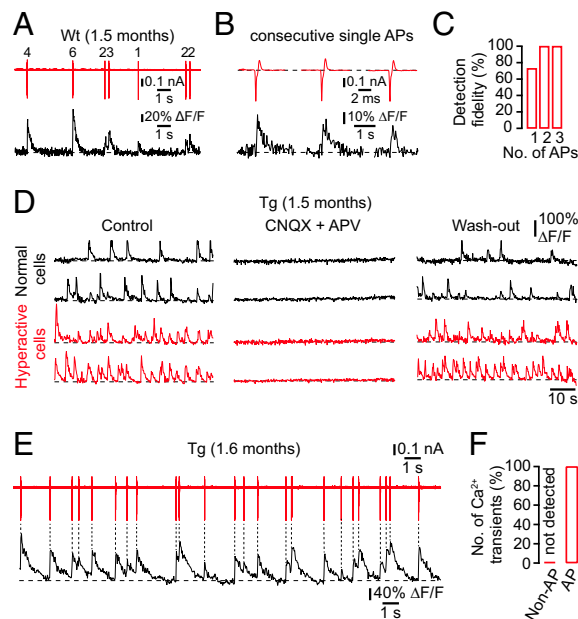 A
Wt (1.5 months)
4 6 23 1 22
0.1 nA
1 s
20% ΔF/F
1 s
B
consecutive single APs
0.1 nA
2 ms
10% ΔF/F
1 s
C
Detection
fidelity (%)
100
80
60
40
20
0
1 2 3
No. of APs
D
Tg (1.5 months)
Control
CNQX + APV
Wash-out
100%
ΔF/F
Normal
cells
Hyperactive
cells
10 s
E
Tg (1.6 months)
0.1 nA
1 s
40% ΔF/F
1 s
F
No. of Ca²⁺
transients (%)
100
80
60
40
20
0
not detected
Non-AP
AP